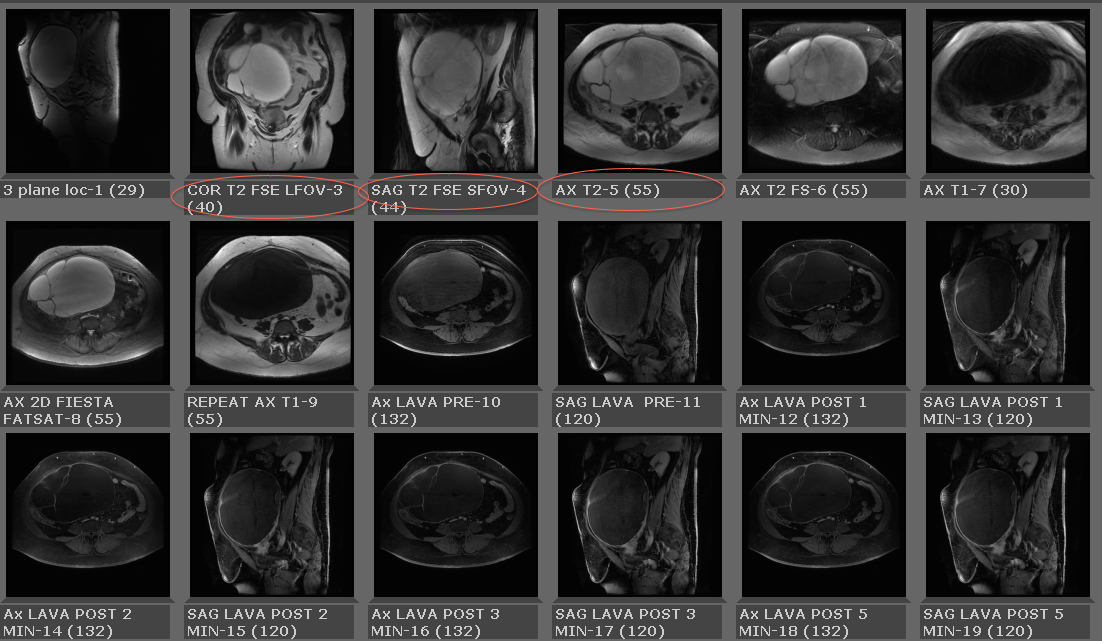 3 plane loc-1 (29)
COR T2 FSE LFOV-3
(40)
SAG T2 FSE SFOV-4
(44)
AX T2-5 (55)
AX T2 FS-6 (55)
AX T1-7 (30)
AX 2D FIESTA
FATSAT-8 (55)
REPEAT AX T1-9
(55)
Ax LAVA PRE-10
(132)
SAG LAVA  PRE-11
(120)
Ax LAVA POST 1
MIN-12 (132)
SAG LAVA POST 1
MIN-13 (120)
Ax LAVA POST 2
MIN-14 (132)
SAG LAVA POST 2
MIN-15 (120)
Ax LAVA POST 3
MIN-16 (132)
SAG LAVA POST 3
MIN-17 (120)
Ax LAVA POST 5
MIN-18 (132)
SAG LAVA POST 5
MIN-19 (120)